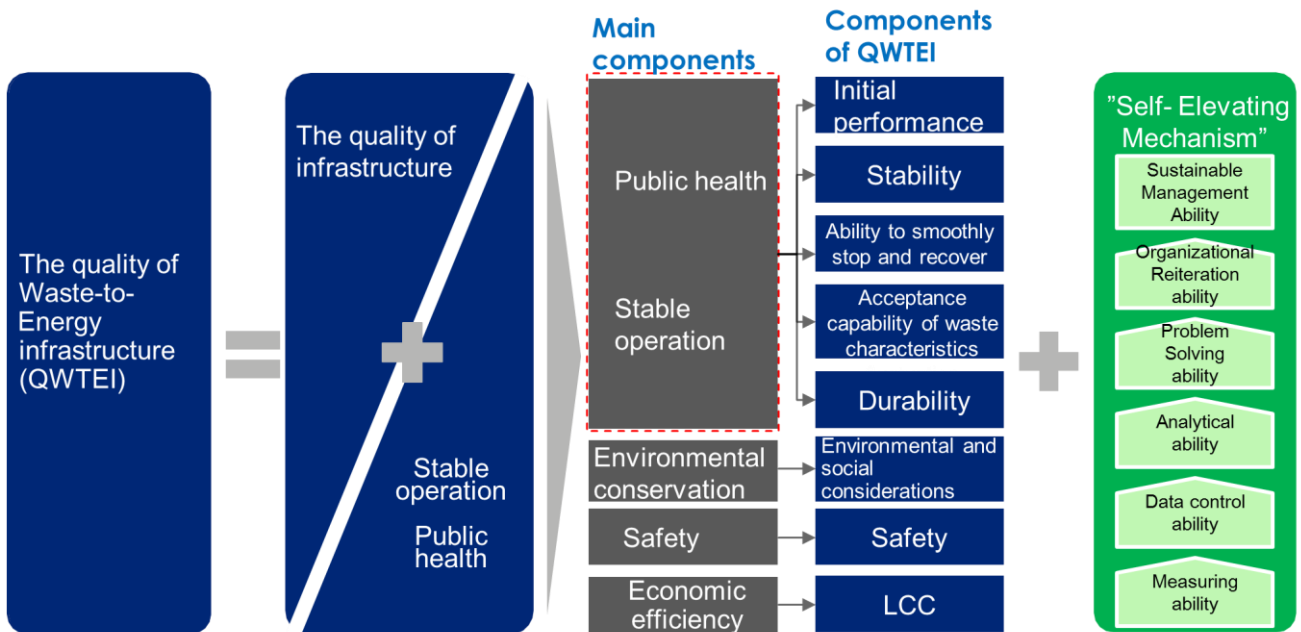 The quality of
Waste-to-
Energy
infrastructure
(QWTEI)
The quality of
infrastructure
Stable
operation
Public
health
Main
components
Public health
Stable
operation
Environmental
conservation
Safety
Economic
efficiency
Components
of QWTEI
Initial
performance
Stability
Ability to smoothly
stop and recover
Acceptance
capability of waste
characteristics
Durability
Environmental and
social
considerations
Safety
LCC
”Self- Elevating
Mechanism”
Sustainable
Management
Ability
Organizational
Reiteration
ability
Problem
Solving
ability
Analytical
ability
Data control
ability
Measuring
ability